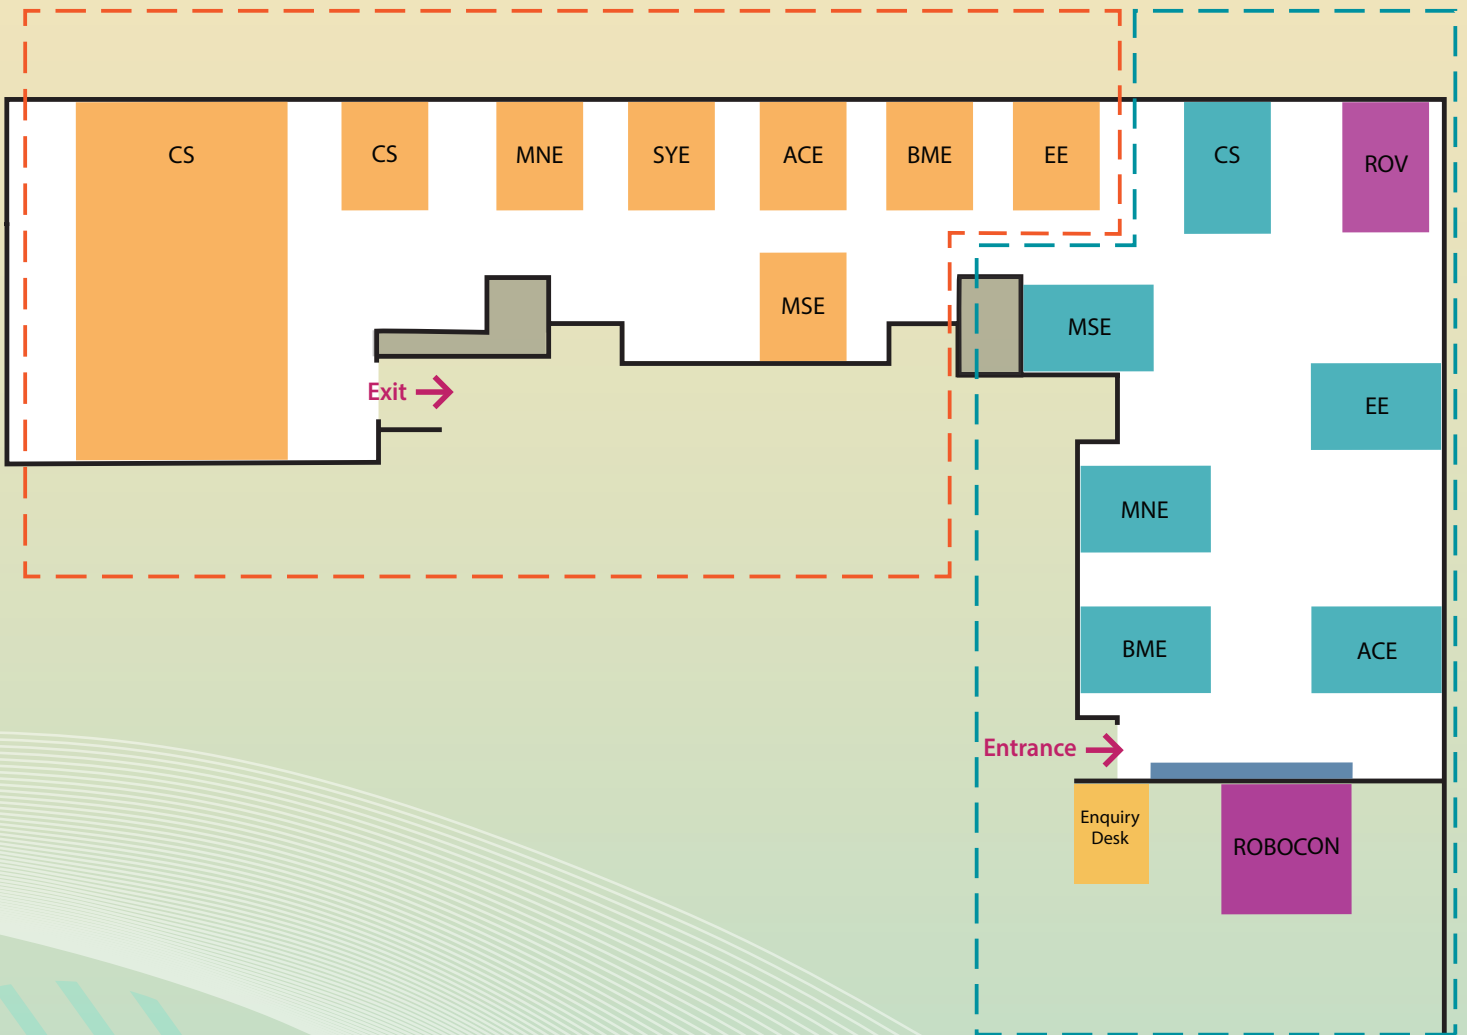 CS
CS
MNE
SYE
ACE
BME
EE
CS
ROV
MSE
MSE
Exit
EE
MNE
BME
ACE
Entrance
Enquiry
Desk
ROBOCON